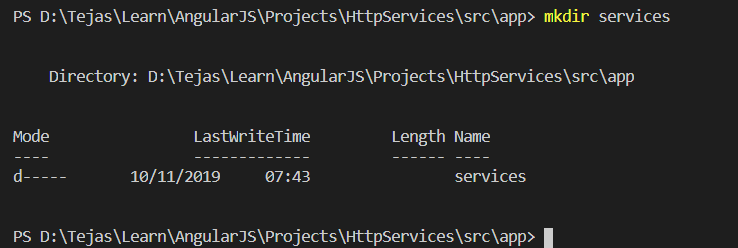 PS D:\Tejas\Learn\AngularJS\Projects\HttpServices\src\app> mkdir services
Directory: D:\Tejas\Learn\AngularJS\Projects\HttpServices\src\app
Mode LastWriteTime Length Name
---- ------------- ------ ----
d----- 10/11/2019 07:43 services
PS D:\Tejas\Learn\AngularJS\Projects\HttpServices\src\app>